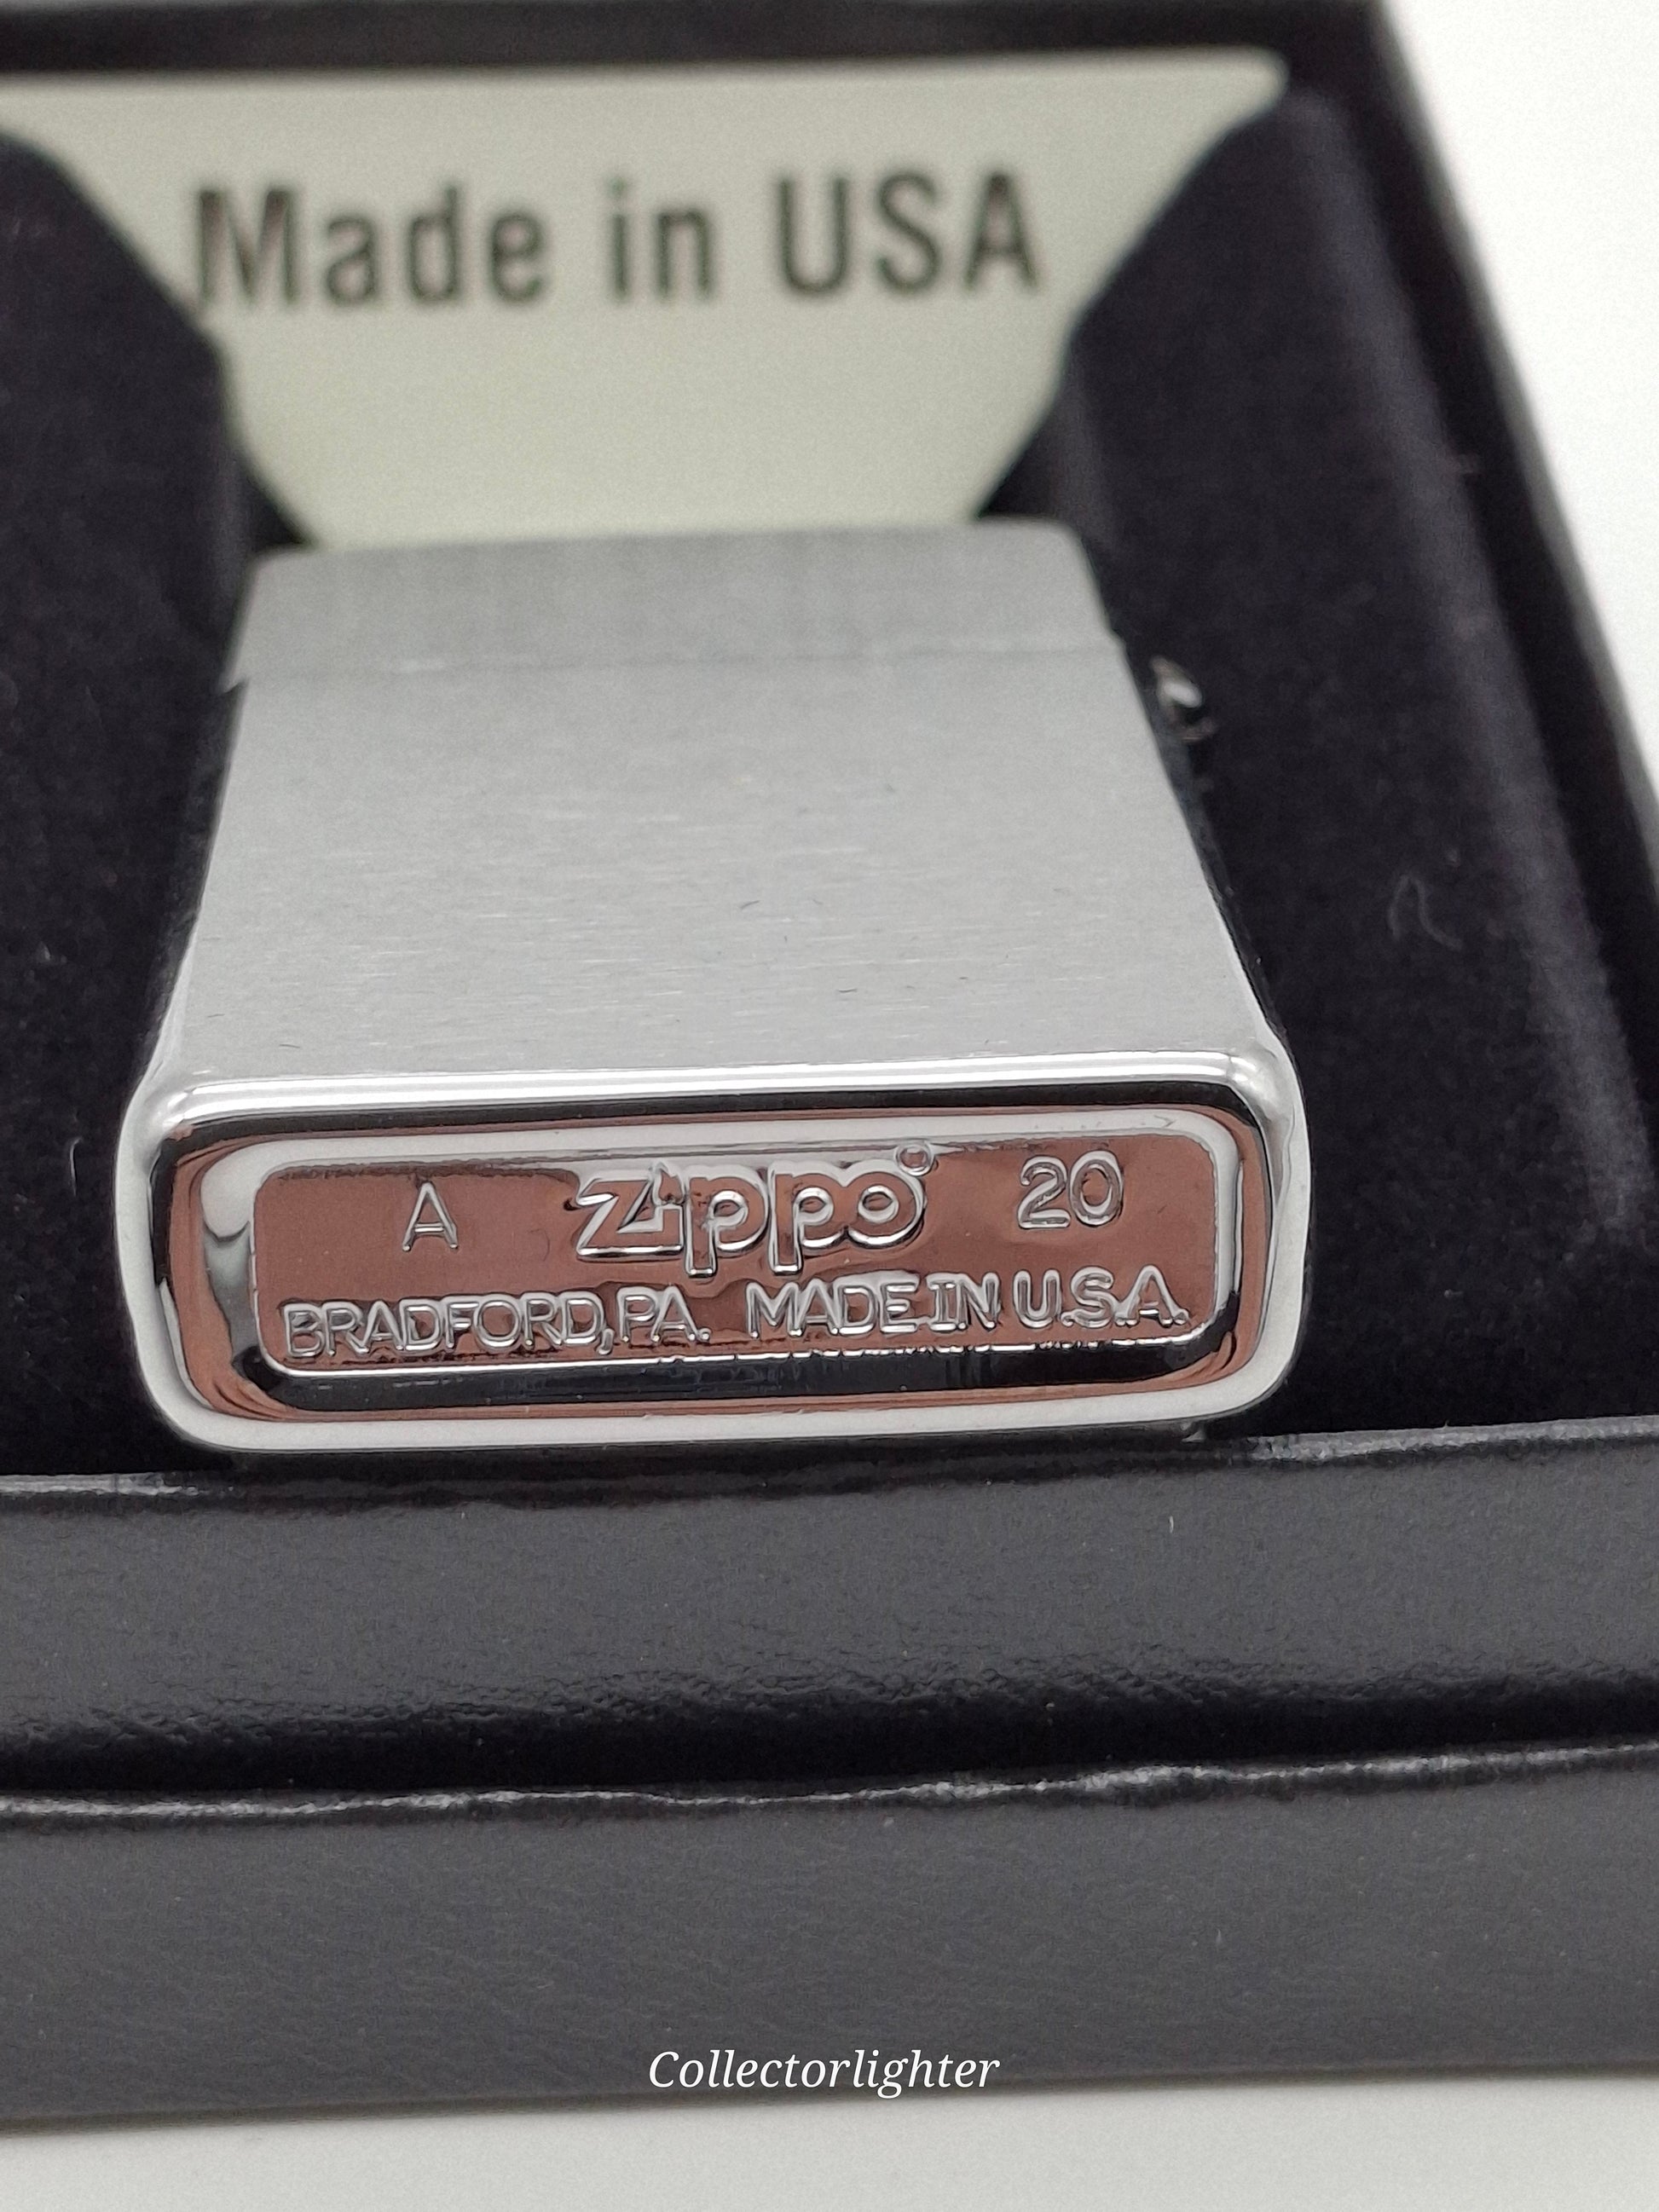 Made in USA
A zippo 20
BRADFORD, PA. MADE IN U.S.A.
Collectorlighter